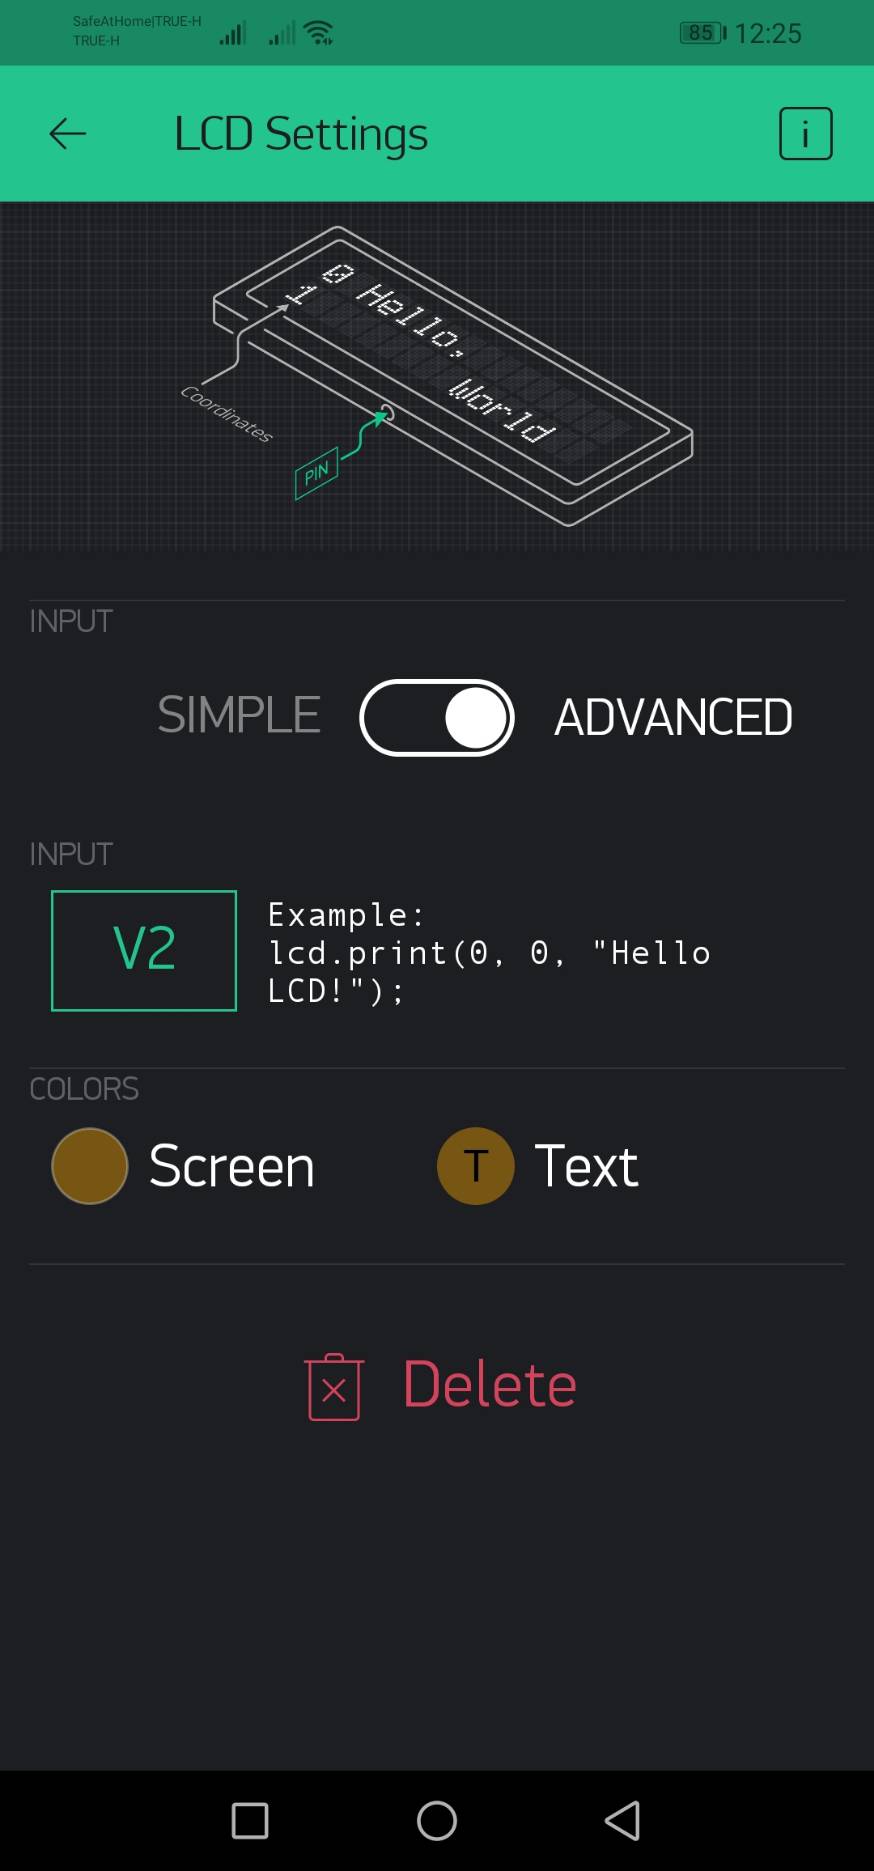 SafeAtHome|TRUE-H
TRUE-H
85 12:25
LCD Settings
i
0 Hello,
1
World
Coordinates
PIN
INPUT
SIMPLE ADVANCED
INPUT
V2
Example:
lcd.print(0, 0, "Hello
LCD!");
COLORS
Screen
T Text
Delete